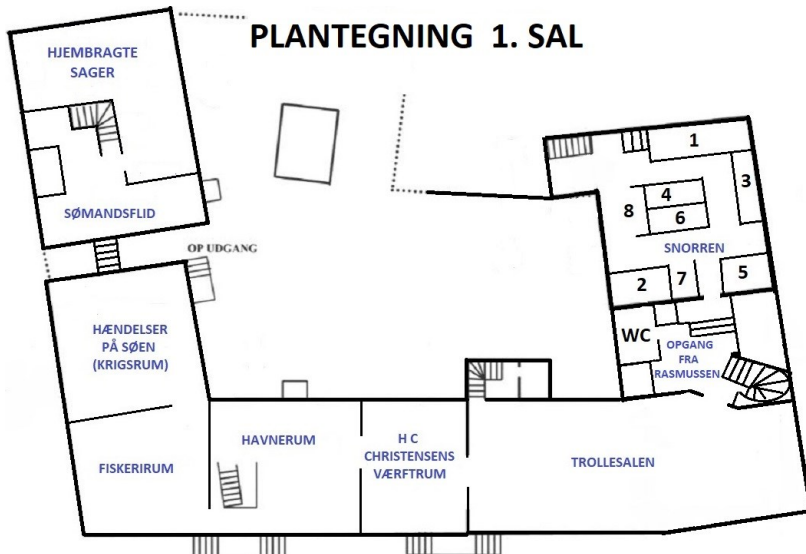 PLANTEGNING 1. SAL
HJEMBRAGTE
SAGER
SØMANDSFLID
OP UDGANG
HÆNDELSER
PÅ SØEN
(KRIGSRUM)
FISKERIRUM
HAVNERUM
H C
CHRISTENSENS
VÆRFTRUM
TROLLESALEN
1
3
4
8
6
SNORREN
2
7
5
WC
OPGANG
FRA
RASMUSSEN